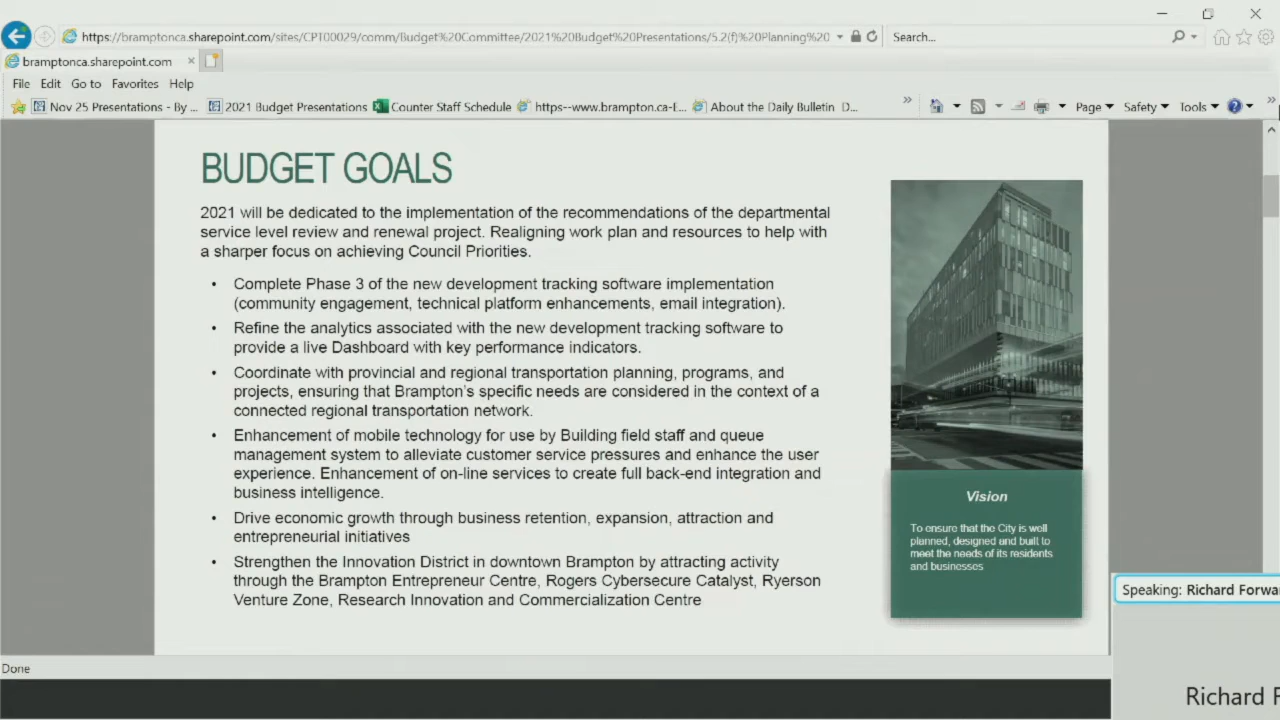 https://bramptonca.sharepoint.com/sites/CPT00029/comm/Budget%20Committee/2021%20Budget%20Presentations/5.2(f)%20Planning%20
Search...
bramptonca.sharepoint.com
File Edit Go to Favorites Help
Nov 25 Presentations - By ... 2021 Budget Presentations Counter Staff Schedule https--www.brampton.ca-E... About the Daily Bulletin D... Page Safety Tools
BUDGET GOALS
2021 will be dedicated to the implementation of the recommendations of the departmental
service level review and renewal project. Realigning work plan and resources to help with
a sharper focus on achieving Council Priorities.
• Complete Phase 3 of the new development tracking software implementation
(community engagement, technical platform enhancements, email integration).
• Refine the analytics associated with the new development tracking software to
provide a live Dashboard with key performance indicators.
• Coordinate with provincial and regional transportation planning, programs, and
projects, ensuring that Brampton's specific needs are considered in the context of a
connected regional transportation network.
• Enhancement of mobile technology for use by Building field staff and queue
management system to alleviate customer service pressures and enhance the user
experience. Enhancement of on-line services to create full back-end integration and
business intelligence.
• Drive economic growth through business retention, expansion, attraction and
entrepreneurial initiatives
• Strengthen the Innovation District in downtown Brampton by attracting activity
through the Brampton Entrepreneur Centre, Rogers Cybersecure Catalyst, Ryerson
Venture Zone, Research Innovation and Commercialization Centre
Vision
To ensure that the City is well
planned, designed and built to
meet the needs of its residents
and businesses
Speaking: Richard Forwa
Done
Richard F